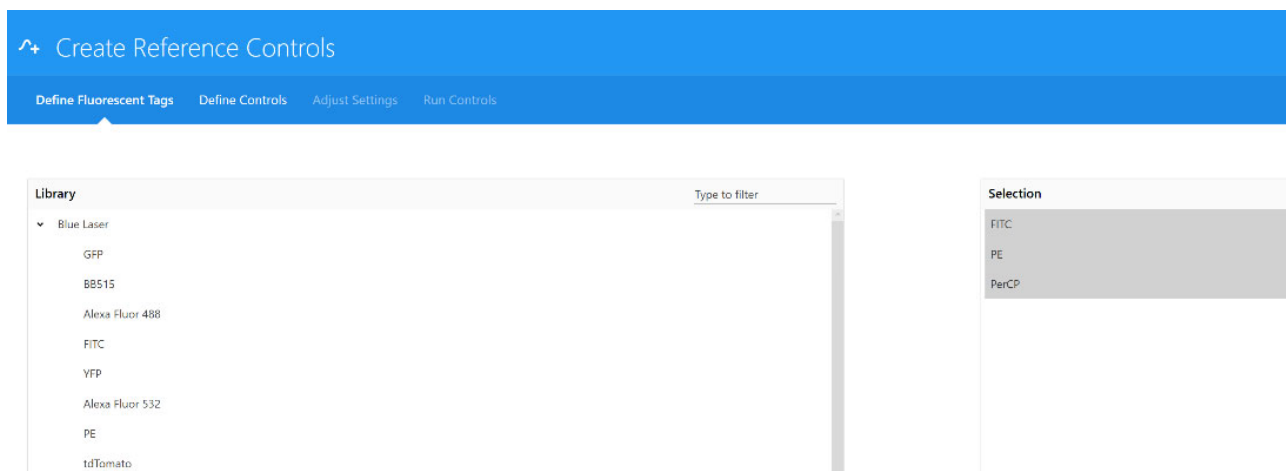 Create Reference Controls
Define Fluorescent Tags Define Controls Adjust Settings Run Controls
Library Type to filter
Blue Laser
GFP
BB515
Alexa Fluor 488
FITC
YFP
Alexa Fluor 532
PE
tdTomato
Selection
FITC
PE
PerCP